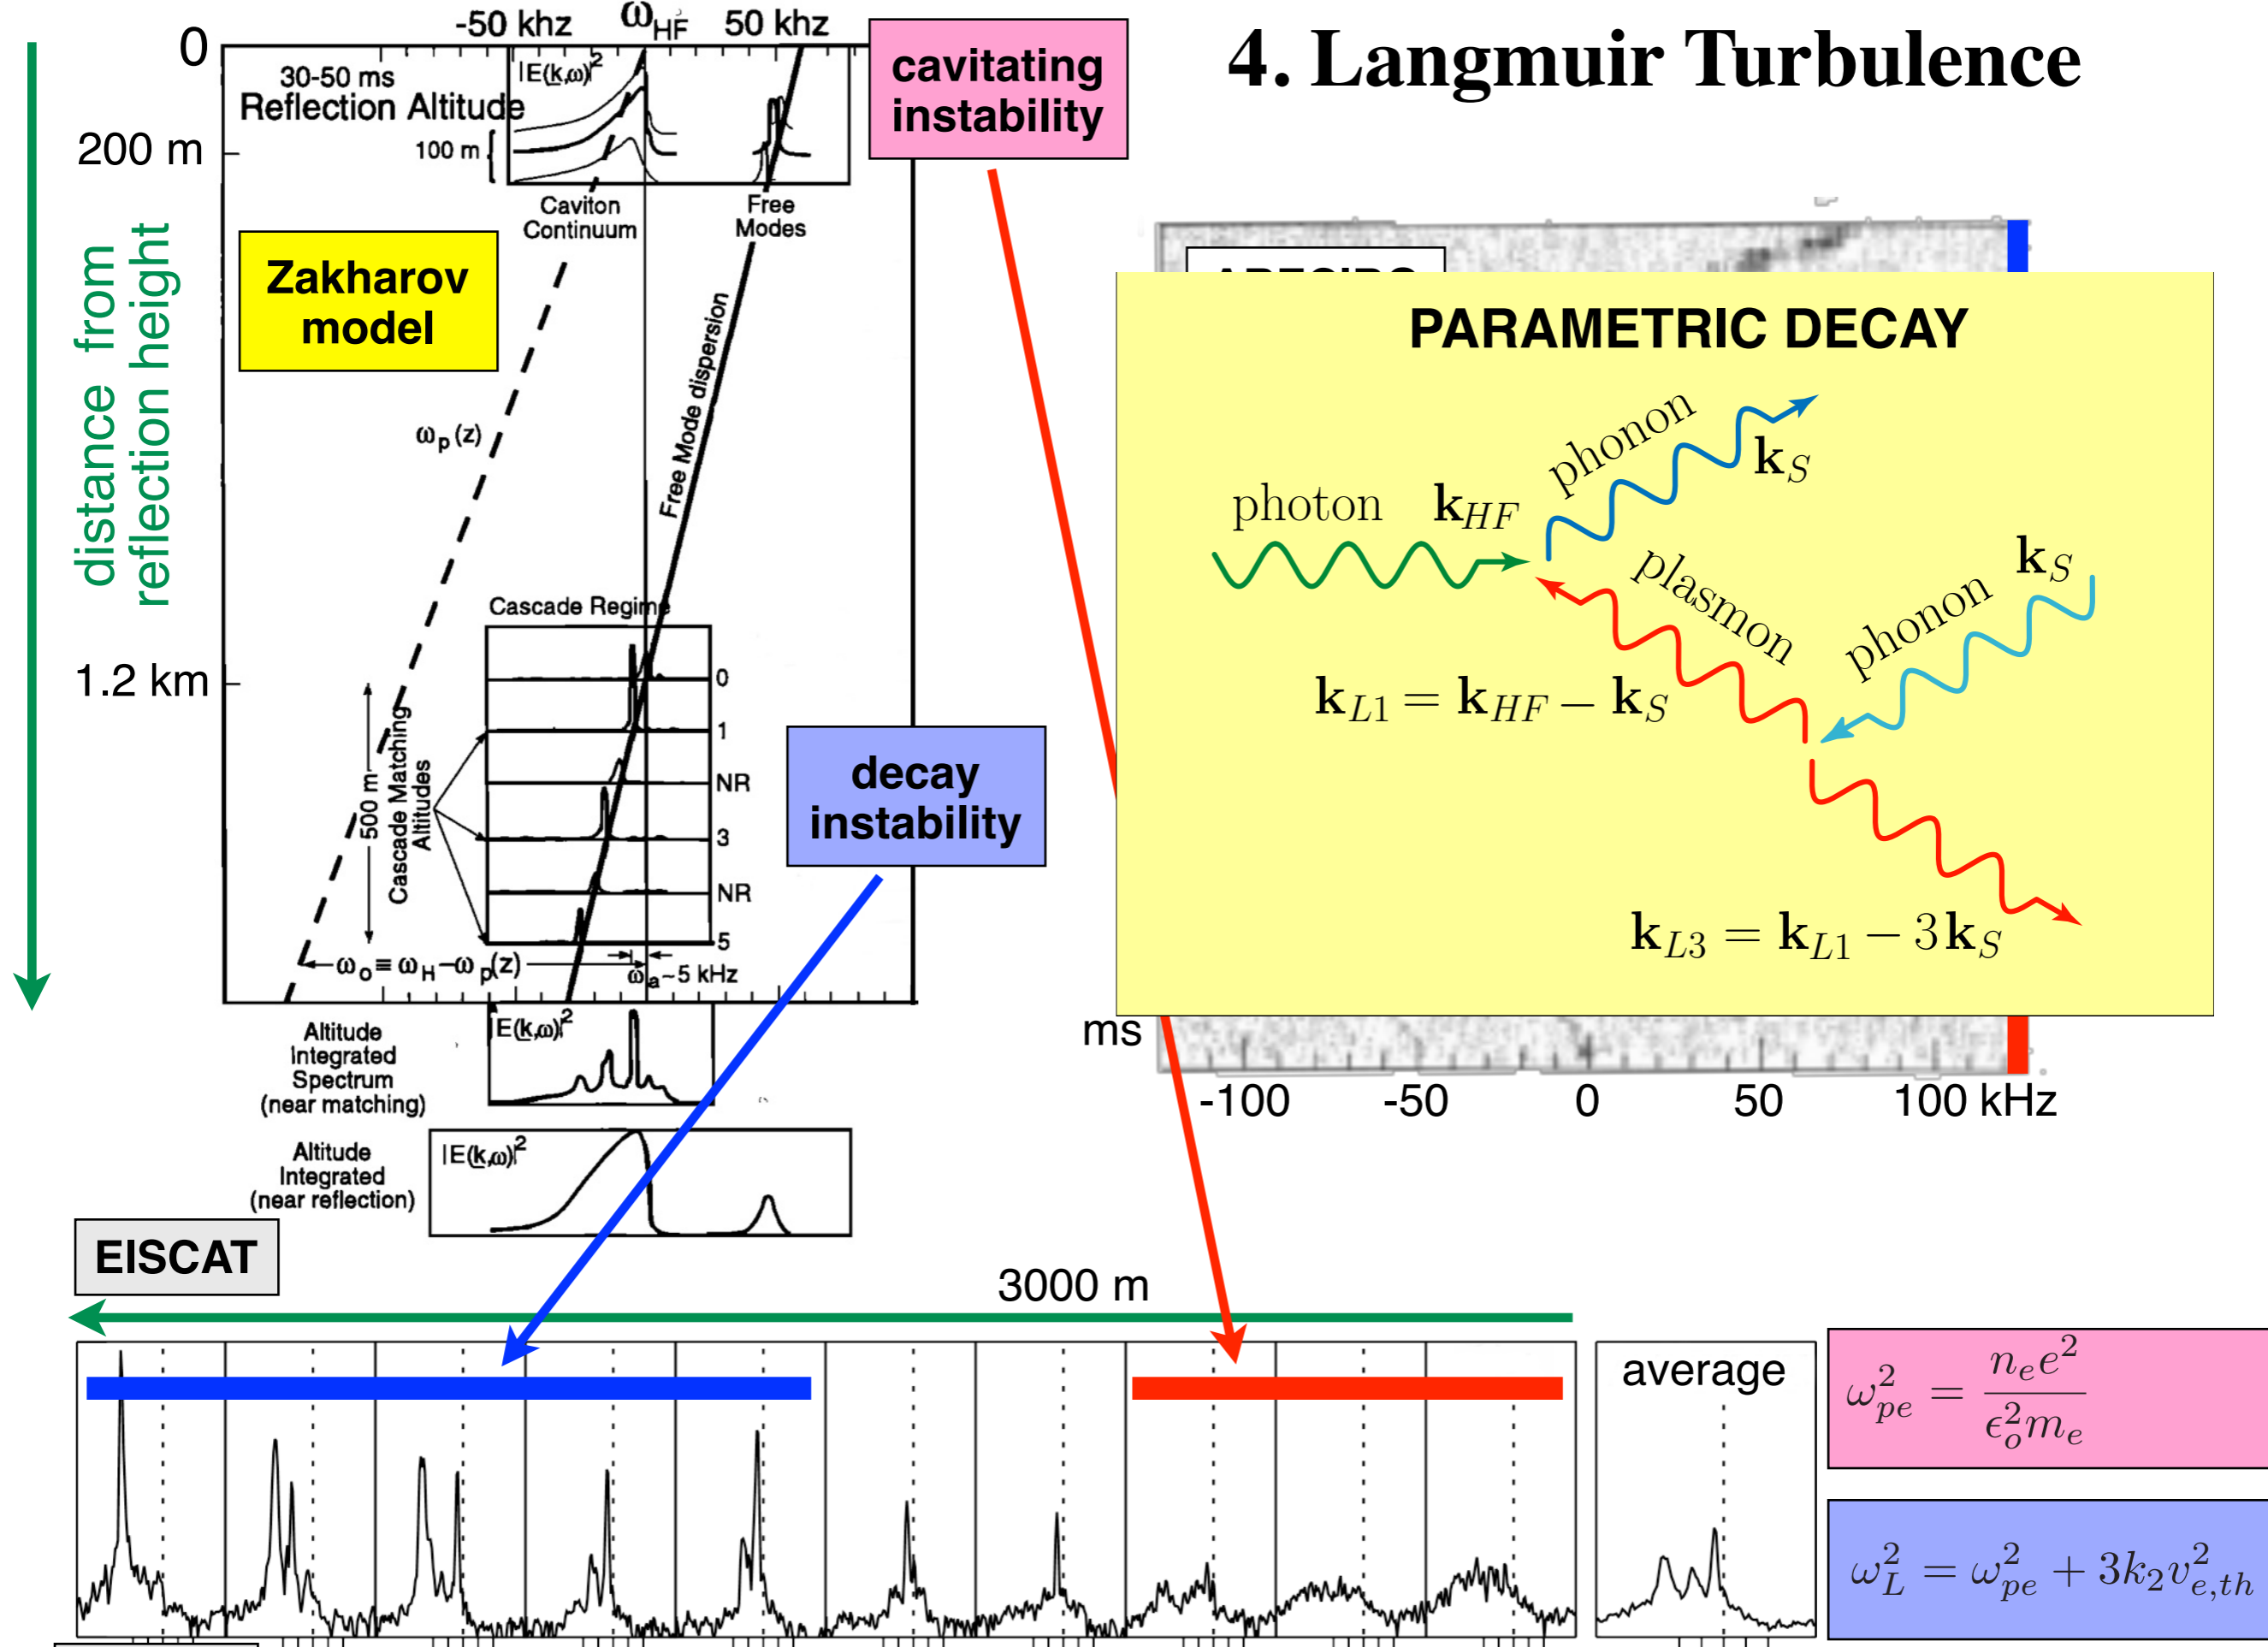 4. Langmuir Turbulence
-50 khz
ω_HF
50 khz
0
200 m
1.2 km
distance from
reflection height
30-50 ms
Reflection Altitude
100 m
|E(k,ω)|²
Caviton
Continuum
Free
Modes
cavitating
instability
Zakharov
model
ω_p(z)
Free Mode dispersion
Cascade Regime
0
1
NR
3
NR
5
500 m
Cascade Matching
Altitudes
ω_o ≡ ω_H − ω_p(z)
ω_a ~ 5 kHz
decay
instability
Altitude
Integrated
Spectrum
(near matching)
|E(k,ω)|²
Altitude
Integrated
(near reflection)
|E(k,ω)|²
PARAMETRIC DECAY
photon
k_HF
phonon
k_S
plasmon
phonon
k_S
k_L1 = k_HF − k_S
k_L3 = k_L1 − 3k_S
ms
-100
-50
0
50
100 kHz
EISCAT
3000 m
average
ω²_pe = n_e e² / ϵ²_o m_e
ω²_L = ω²_pe + 3k₂v²_e,th